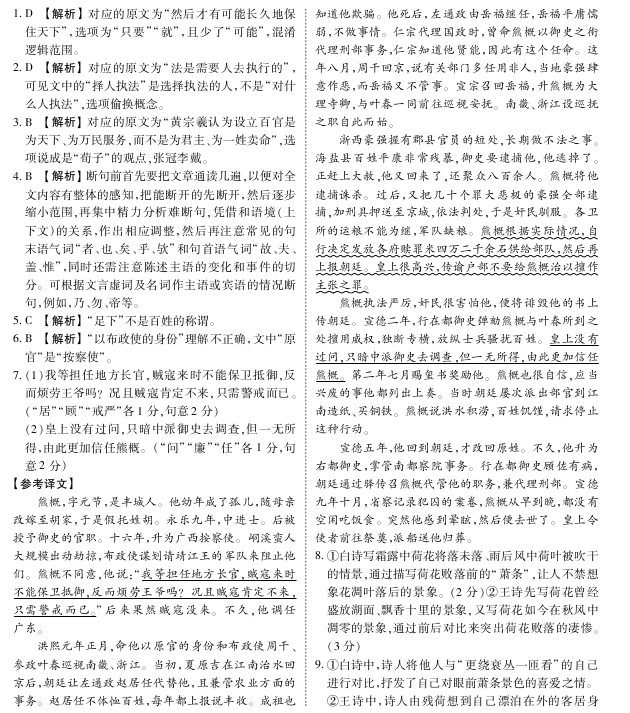 1. D 【解析】对应的原文为“然后才有可能长久地保
住天下”,选项为“只要”“就”,且少了“可能”,混淆
逻辑范围。
2. D 【解析】对应的原文为“法是需要人去执行的”,
可见文中的“择人执法”是选择执法的人,不是“对什
么人执法”,选项偷换概念。
3. B 【解析】对应的原文为“黄宗羲认为设立百官是
为天下、为万民服务,而不是为君主、为一姓卖命”,选
项说成是“荀子”的观点,张冠李戴。
4. B 【解析】断句前首先要把文章通读几遍,以便对全
文内容有整体的感知,把能断开的先断开,然后逐步
缩小范围,再集中精力分析难断句,凭借和语境(上
下文)的关系,作出相应调整,然后再注意常见的句
末语气词“者、也、矣、乎、欤”和句首语气词“故、夫、
盖、惟”,同时还需注意陈述主语的变化和事件的切
分。可根据文言虚词及名词作主语或宾语的情况断
句,例如,乃、勿、帝等。
5. C 【解析】“足下”不是百姓的称谓。
6. B 【解析】“以布政使的身份”理解不正确,文中“原
官”是“按察使”。
7. (1)我等担任地方长官,贼寇来时不能保卫抵御,反
而烦劳王爷吗?况且贼寇肯定不来,只需警戒而已。
(“居”“顾”“戒严”各1分,句意2分)
(2)皇上没有过问,只暗中派御史去调查,但一无所
得,由此更加信任熊概。(“问”“廉”“任”各1分,句
意2分)
【参考译文】
熊概,字元节,是丰城人。他幼年成了孤儿,随母亲
改嫁至胡家,于是假托姓胡。永乐九年,中进士。后被
授予御史的官职。十六年,升为广西按察使。峒溪蛮人
大规模出动劫掠,布政使谋划请靖江王的军队来阻止他
们。熊概不同意,他说:“我等担任地方长官,贼寇来时
不能保卫抵御,反而烦劳王爷吗?况且贼寇肯定不来,
只需警戒而已。”后来果然贼寇没来。不久,他调任
广东。
洪熙元年正月,命他以原官的身份和布政使周干、
参政叶春巡视南畿、浙江。当初,夏原吉在江南治水回
京后,朝廷让左通政赵居任代替他,且兼管农业方面的
事务。赵居任不体恤百姓,每年都上报说丰收。成祖也
知道他欺骗。他死后,左通政由岳福继任,岳福平庸懦
弱,不做事情。仁宗代理国政时,曾命熊概以御史之衔
代理刑部事务,仁宗知道他贤能,因此有这个任命。这
年八月,周干回京,说有关部门多任用非人,当地豪强肆
意作恶,而岳福又不管事。宣宗召回岳福,升熊概为大
理寺卿,与叶春一同前往巡视安抚。南畿、浙江设巡抚
之职自此而始。
浙西豪强握有郡县官员的短处,长期做不法之事。
海盐县百姓平康非常残暴,御史要逮捕他,他逃掉了。
正赶上大赦,他又回来了,还聚众八百余人。熊概将他
逮捕诛杀。过后,又把几十个罪大恶极的豪强全部逮
捕,加刑具押送至京城,依法判处,于是奸民驯服。各卫
所的运粮不能为继,军队缺粮。熊概根据实际情况,自
行决定发放各府赎罪米四万二千余石供给部队,然后再
上报朝廷。皇上很高兴,传谕户部不要给熊概治以擅作
主张之罪。
熊概执法严厉,奸民很害怕他,便将诽毁他的书上
传朝廷。宣德二年,行在都御史弹劾熊概与叶春所到之
处擅用威权,独断专横,放纵士兵骚扰百姓。皇上没有
过问,只暗中派御史去调查,但一无所得,由此更加信任
熊概。第二年七月赐玺书奖励他。熊概也很自信,应当
兴废的事他都列出上奏。当时朝廷屡次派出部官到江
南造纸、买铜铁。熊概说洪水积涝,百姓饥馑,请求停止
这种行动。
宣德五年,他回到朝廷,才改回原姓。不久,他升为
右都御史,掌管南都察院事务。行在都御史顾佐有病,
朝廷通过驿传召熊概代管他的职务,兼代理刑部。宣德
九年十月,省察记录犯囚的案卷,熊概从早到晚,都没有
空闲吃饭食。突然他感到晕眩,然后便去世了。皇上令
使者前往祭奠,派船送他归葬。
8. ①白诗写霜露中荷花将落未落、雨后风中荷叶被吹干
的情景,通过描写荷花败落前的“萧条”,让人不禁想
象花凋叶落后的景象。(2分)②王诗先写荷花曾经
盛放湖面、飘香十里的景象,又写荷花如今在秋风中
凋零的景象,通过前后对比来突出荷花败落的凄惨。
(3分)
9. ①白诗中,诗人将他人与“更绕衰丛一匝看”的自己
进行对比,抒发了自己对眼前萧条景色的喜爱之情。
②王诗中,诗人由残荷想到自己漂泊在外的客居身